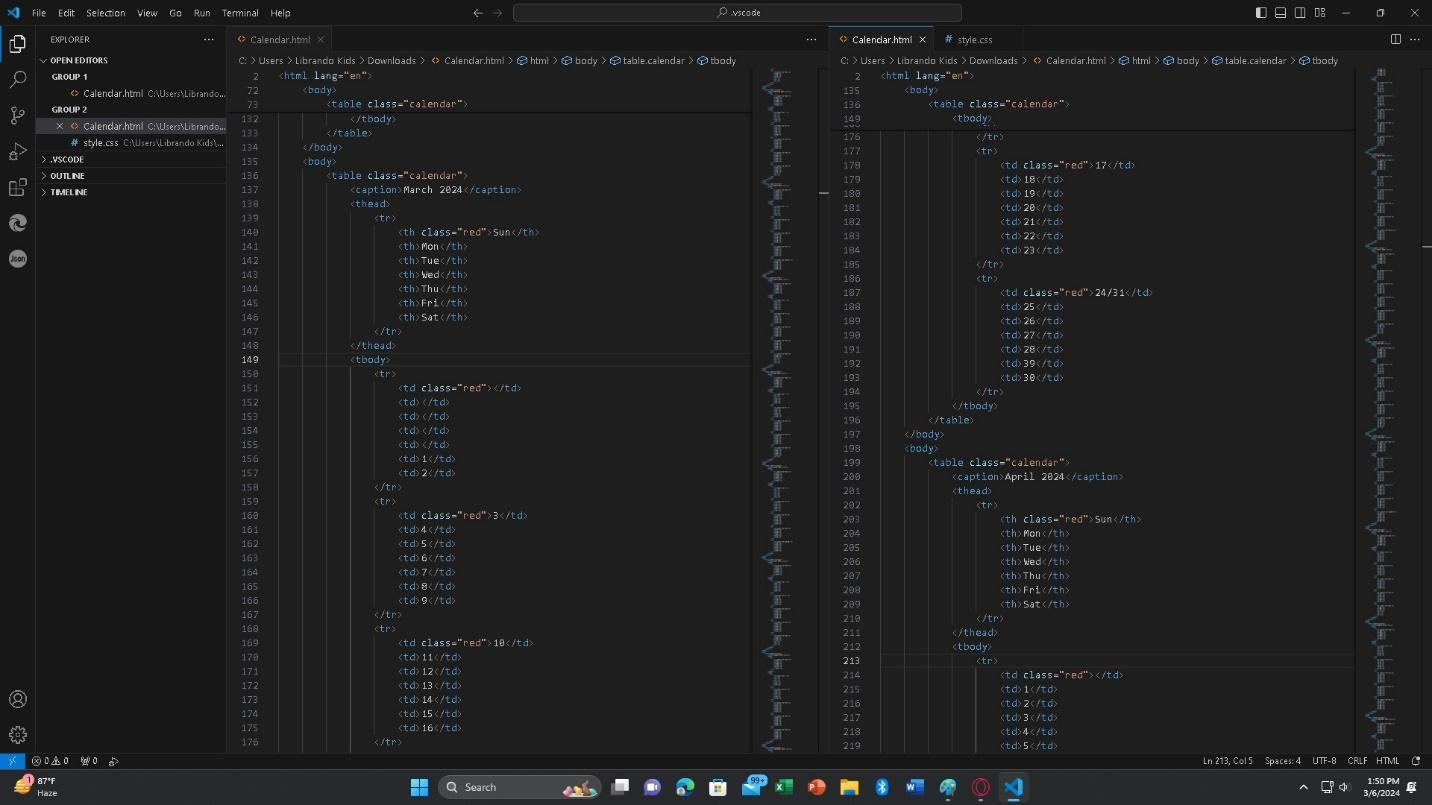 File Edit Selection View Go Run Terminal Help
.vscode
EXPLORER
OPEN EDITORS
GROUP 1
Calendar.html C:\Users\Librando...
GROUP 2
Calendar.html C:\Users\Librando...
style.css C:\Users\Librando Kids\...
.VSCODE
OUTLINE
TIMELINE
Calendar.html
C: > Users > Librando Kids > Downloads > Calendar.html > html > body > table.calendar > tbody
2 <html lang="en">
72 <body>
73 <table class="calendar">
132 </tbody>
133 </table>
134 </body>
135 <body>
136 <table class="calendar">
137 <caption>March 2024</caption>
138 <thead>
139 <tr>
140 <th class="red">Sun</th>
141 <th>Mon</th>
142 <th>Tue</th>
143 <th>Wed</th>
144 <th>Thu</th>
145 <th>Fri</th>
146 <th>Sat</th>
147 </tr>
148 </thead>
149 <tbody>
150 <tr>
151 <td class="red"></td>
152 <td></td>
153 <td></td>
154 <td></td>
155 <td></td>
156 <td>1</td>
157 <td>2</td>
158 </tr>
159 <tr>
160 <td class="red">3</td>
161 <td>4</td>
162 <td>5</td>
163 <td>6</td>
164 <td>7</td>
165 <td>8</td>
166 <td>9</td>
167 </tr>
168 <tr>
169 <td class="red">10</td>
170 <td>11</td>
171 <td>12</td>
172 <td>13</td>
173 <td>14</td>
174 <td>15</td>
175 <td>16</td>
176 </tr>
Calendar.html style.css
C: > Users > Librando Kids > Downloads > Calendar.html > html > body > table.calendar > tbody
2 <html lang="en">
135 <body>
136 <table class="calendar">
149 <tbody>
176 </tr>
177 <tr>
178 <td class="red">17</td>
179 <td>18</td>
180 <td>19</td>
181 <td>20</td>
182 <td>21</td>
183 <td>22</td>
184 <td>23</td>
185 </tr>
186 <tr>
187 <td class="red">24/31</td>
188 <td>25</td>
189 <td>26</td>
190 <td>27</td>
191 <td>28</td>
192 <td>39</td>
193 <td>30</td>
194 </tr>
195 </tbody>
196 </table>
197 </body>
198 <body>
199 <table class="calendar">
200 <caption>April 2024</caption>
201 <thead>
202 <tr>
203 <th class="red">Sun</th>
204 <th>Mon</th>
205 <th>Tue</th>
206 <th>Wed</th>
207 <th>Thu</th>
208 <th>Fri</th>
209 <th>Sat</th>
210 </tr>
211 </thead>
212 <tbody>
213 <tr>
214 <td class="red"></td>
215 <td>1</td>
216 <td>2</td>
217 <td>3</td>
218 <td>4</td>
219 <td>5</td>
Json
0 0 0 Ln 213, Col 5 Spaces: 4 UTF-8 CRLF HTML
1
87°F
Haze
Search
99+
1:50 PM
3/6/2024